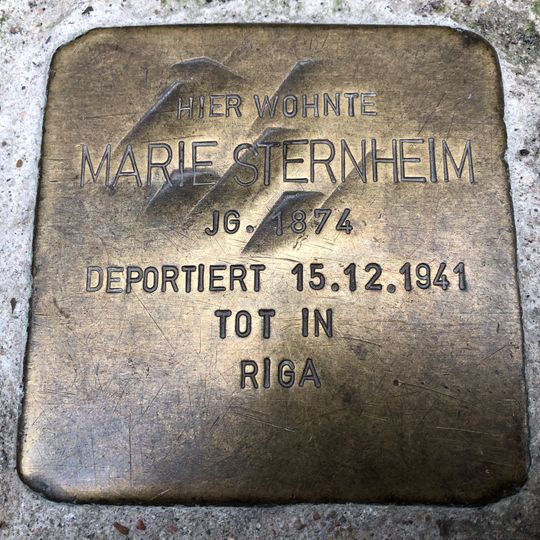 HIER WOHNTE
MARIE STERNHEIM
JG. 1874
DEPORTIERT 15.12.1941
TOT IN
RIGA